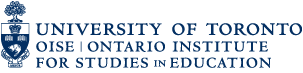 UNIVERSITY OF TORONTO
OISE | ONTARIO INSTITUTE
FOR STUDIES IN EDUCATION